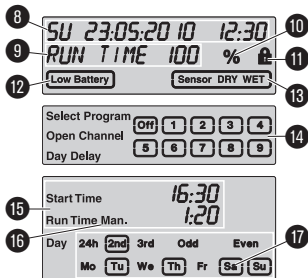 8 SU 23:05:2010 12:30 10
9 RUN TIME 100 % 11
12 Low Battery Sensor DRY WET 13
Select Program Off 1 2 3 4
Open Channel 14
Day Delay 5 6 7 8 9
15 Start Time 16:30
16 Run Time Man. 1:20
Day 24h 2nd 3rd Odd Even 17
Mo Tu We Th Fr Sa Su